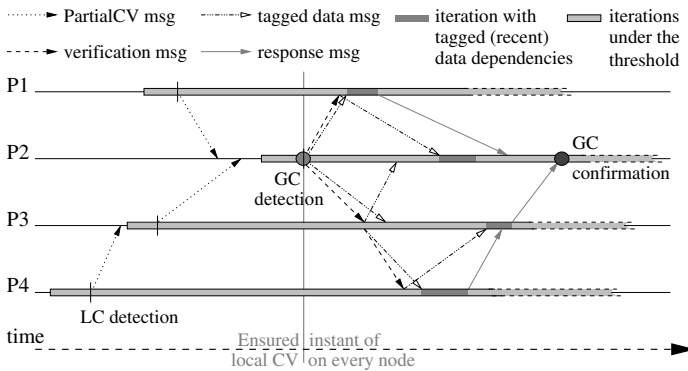 PartialCV msg
tagged data msg
iteration with
tagged (recent)
data dependencies
iterations
under the
threshold
verification msg
response msg
P1
P2
GC
detection
GC
confirmation
P3
P4
LC detection
time
Ensured instant of
local CV on every node